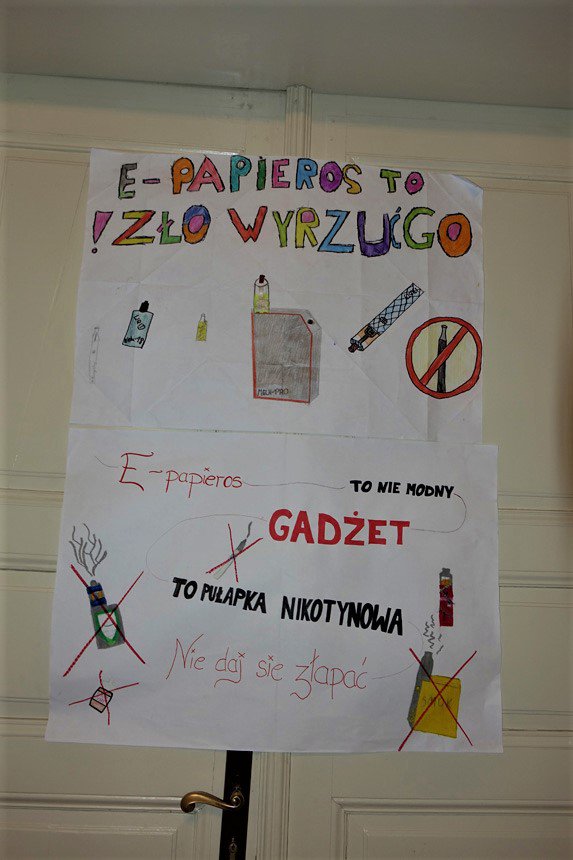 E-PAPIEROS TO
!ZŁO WYRZUĆGO
E-papieros
TO NIE MODNY
GADŻET
TO PUŁAPKA NIKOTYNOWA
Nie daj się złapać